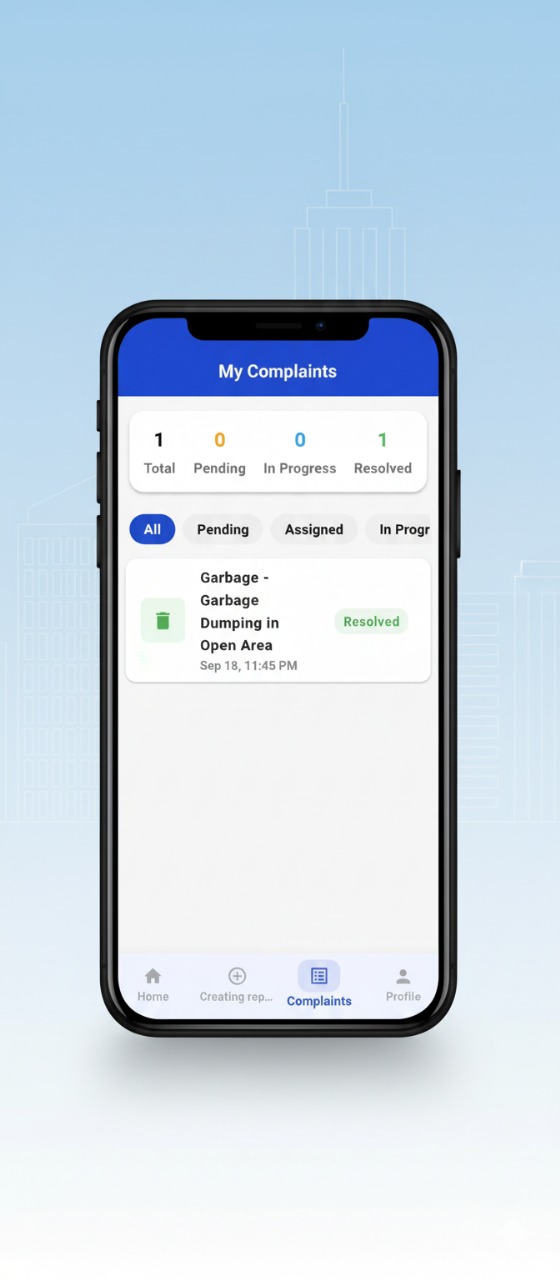 My Complaints
1 0 0 1
Total Pending In Progress Resolved
All Pending Assigned In Progr
Garbage -
Garbage
Dumping in
Open Area
Resolved
Sep 18, 11:45 PM
Home Creating rep... Complaints Profile